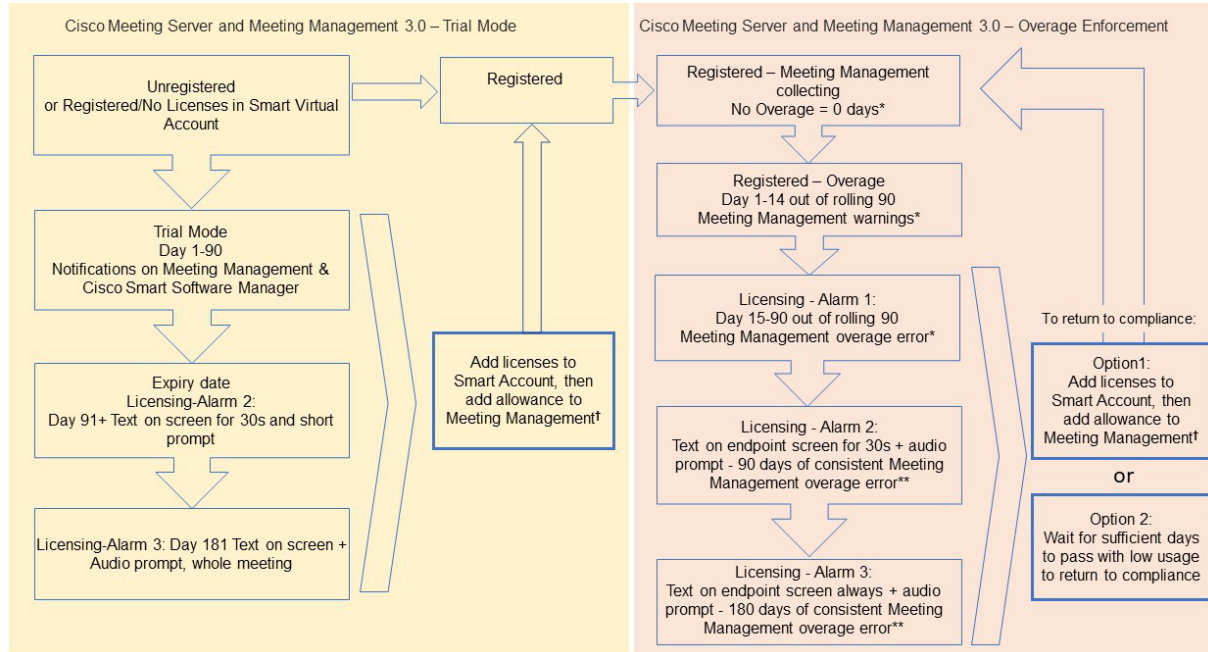 Cisco Meeting Server and Meeting Management 3.0 – Trial Mode
Unregistered
or Registered/No Licenses in Smart Virtual
Account
Registered
Trial Mode
Day 1-90
Notifications on Meeting Management &
Cisco Smart Software Manager
Expiry date
Licensing-Alarm 2:
Day 91+ Text on screen for 30s and short
prompt
Licensing-Alarm 3: Day 181 Text on screen +
Audio prompt, whole meeting
Add licenses to
Smart Account, then
add allowance to
Meeting Management†
Cisco Meeting Server and Meeting Management 3.0 – Overage Enforcement
Registered – Meeting Management
collecting
No Overage = 0 days*
Registered – Overage
Day 1-14 out of rolling 90
Meeting Management warnings*
Licensing - Alarm 1:
Day 15-90 out of rolling 90
Meeting Management overage error*
Licensing - Alarm 2:
Text on endpoint screen for 30s + audio
prompt - 90 days of consistent Meeting
Management overage error**
Licensing - Alarm 3:
Text on endpoint screen always + audio
prompt - 180 days of consistent Meeting
Management overage error**
To return to compliance:
Option1:
Add licenses to
Smart Account, then
add allowance to
Meeting Management†
or
Option 2:
Wait for sufficient days
to pass with low usage
to return to compliance